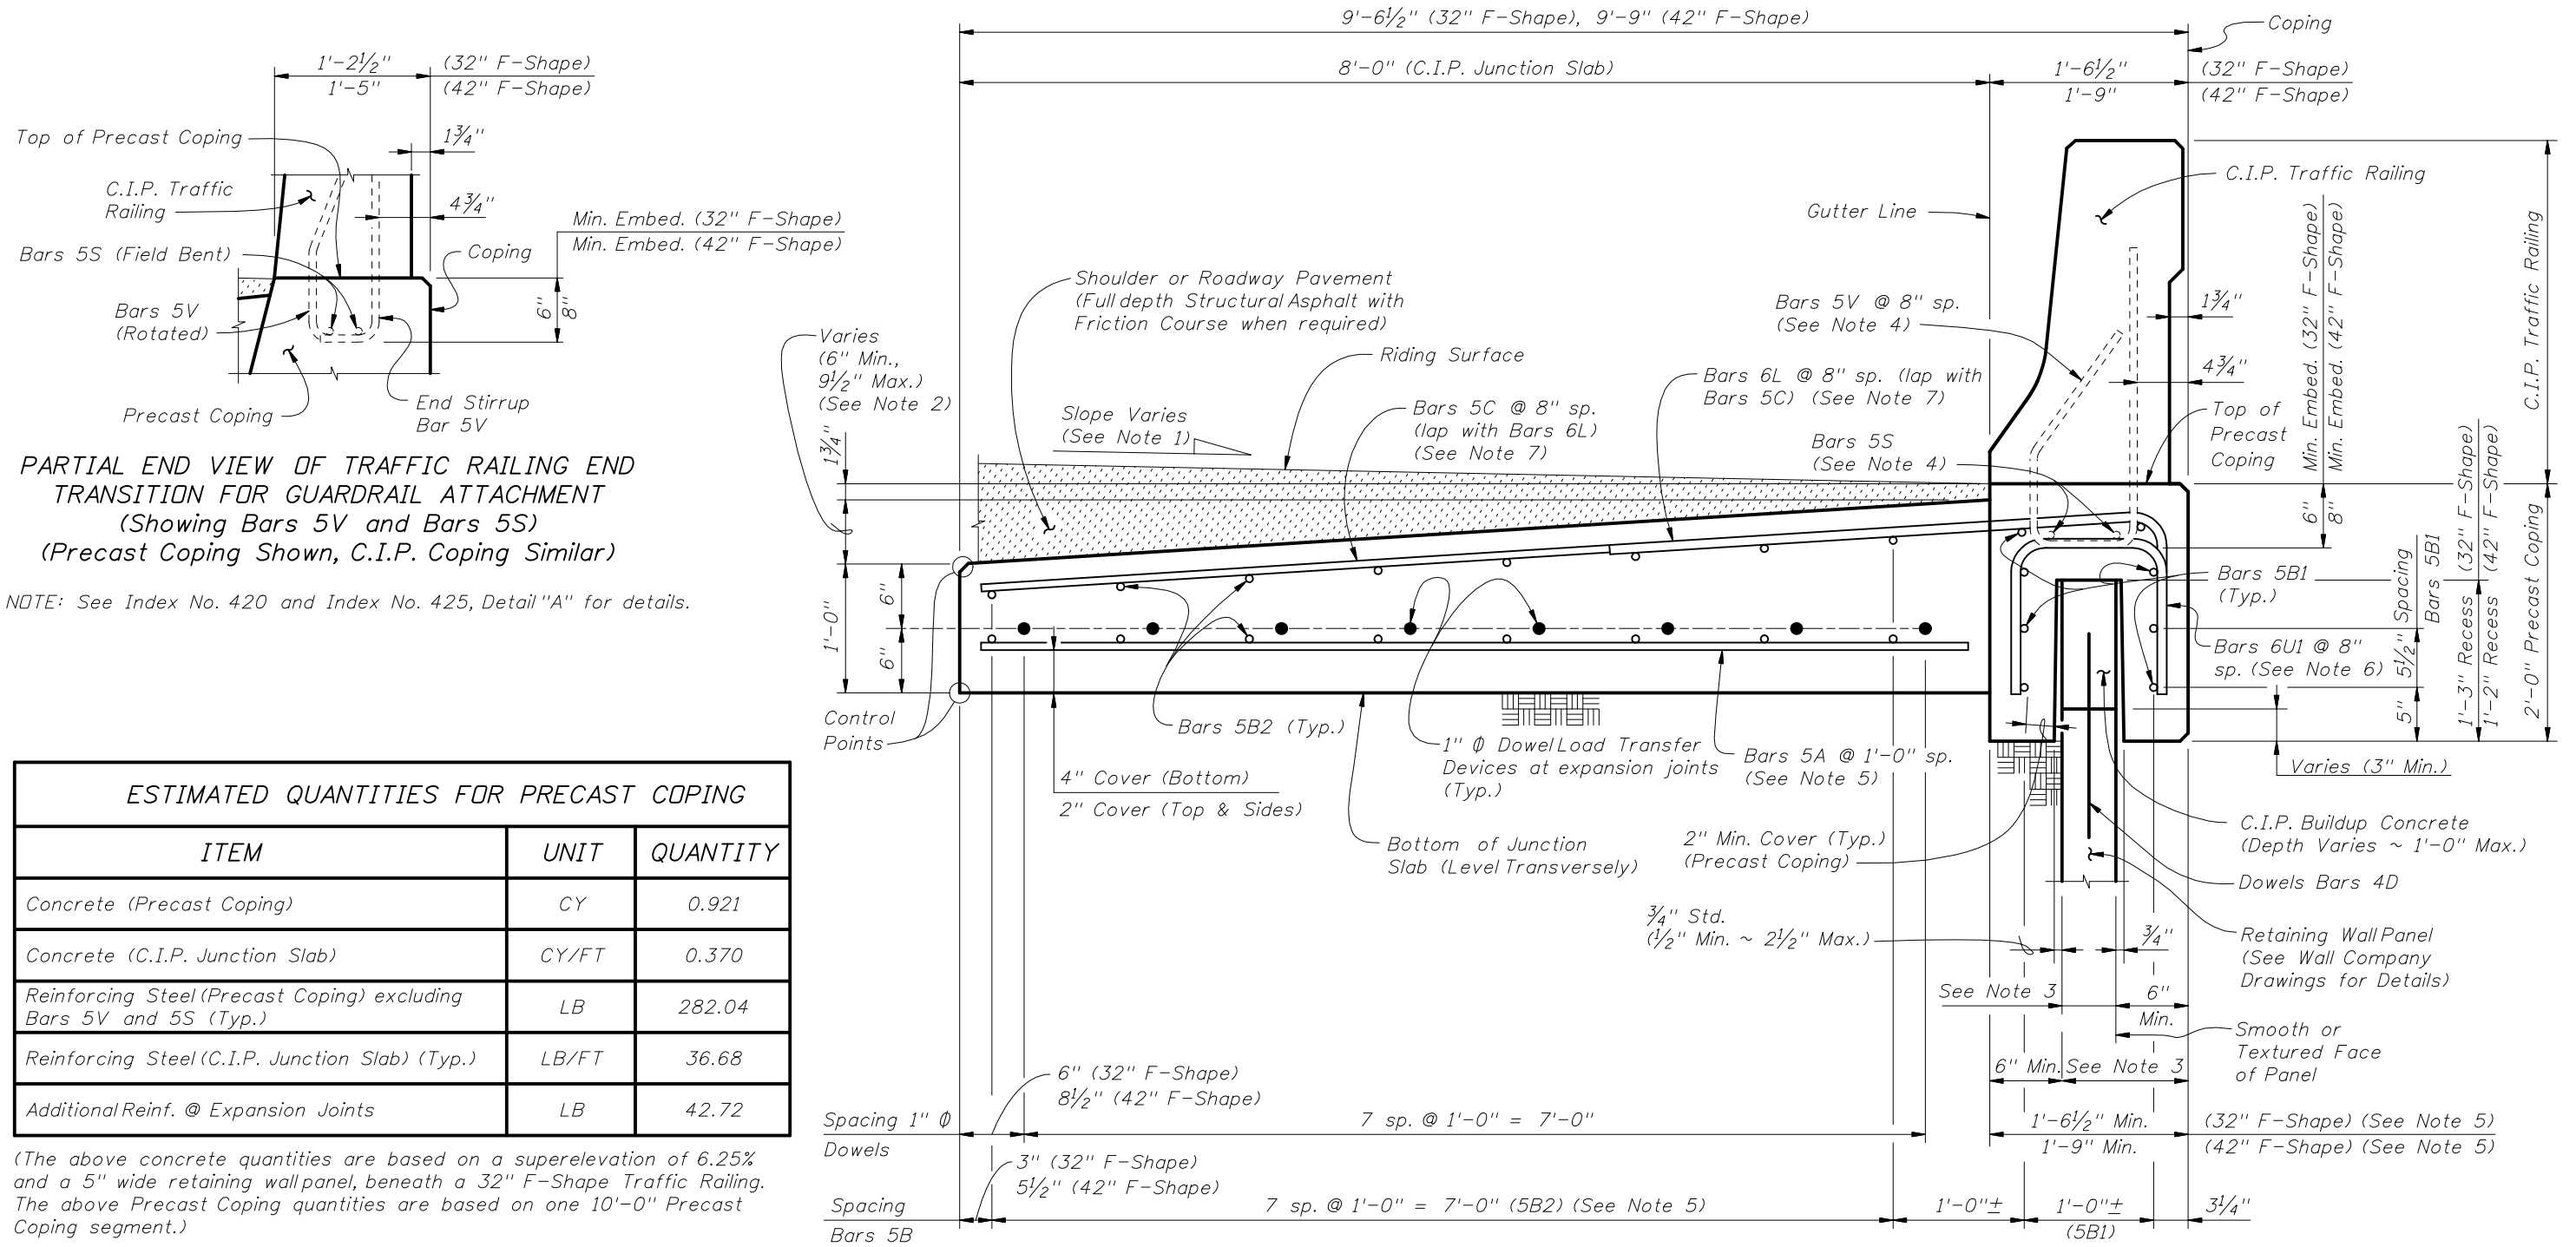 1'-2½" (32" F-Shape)
1'-5" (42" F-Shape)
Top of Precast Coping
1¾"
C.I.P. Traffic
Railing
4¾"
Min. Embed. (32" F-Shape)
Min. Embed. (42" F-Shape)
Bars 5S (Field Bent)
Coping
6"
8"
Bars 5V
(Rotated)
Precast Coping
End Stirrup
Bar 5V
PARTIAL END VIEW OF TRAFFIC RAILING END
TRANSITION FOR GUARDRAIL ATTACHMENT
(Showing Bars 5V and Bars 5S)
(Precast Coping Shown, C.I.P. Coping Similar)
NOTE: See Index No. 420 and Index No. 425, Detail "A" for details.
ESTIMATED QUANTITIES FOR PRECAST COPING
ITEM UNIT QUANTITY
Concrete (Precast Coping) CY 0.921
Concrete (C.I.P. Junction Slab) CY/FT 0.370
Reinforcing Steel (Precast Coping) excluding
Bars 5V and 5S (Typ.) LB 282.04
Reinforcing Steel (C.I.P. Junction Slab) (Typ.) LB/FT 36.68
Additional Reinf. @ Expansion Joints LB 42.72
(The above concrete quantities are based on a superelevation of 6.25%
and a 5" wide retaining wall panel, beneath a 32" F-Shape Traffic Railing.
The above Precast Coping quantities are based on one 10'-0" Precast
Coping segment.)
9'-6½" (32" F-Shape), 9'-9" (42" F-Shape)
Coping
8'-0" (C.I.P. Junction Slab)
1'-6½" (32" F-Shape)
1'-9" (42" F-Shape)
C.I.P. Traffic Railing
Gutter Line
Shoulder or Roadway Pavement
(Full depth Structural Asphalt with
Friction Course when required)
Bars 5V @ 8" sp.
(See Note 4)
1¾"
Varies
(6" Min.,
9½" Max.)
(See Note 2)
Riding Surface
Bars 6L @ 8" sp. (lap with
Bars 5C) (See Note 7)
4¾"
Slope Varies
(See Note 1)
Bars 5C @ 8" sp.
(lap with Bars 6L)
(See Note 7)
Bars 5S
(See Note 4)
Top of
Precast
Coping
1¾"
Min. Embed. (32" F-Shape)
Min. Embed. (42" F-Shape)
6"
8"
C.I.P. Traffic Railing
2'-0" Precast Coping
1'-3" Recess (32" F-Shape)
1'-2" Recess (42" F-Shape)
5½" Spacing
Bars 5B1
5"
Bars 5B1
(Typ.)
Bars 6U1 @ 8"
sp. (See Note 6)
1'-0"
6"
6"
Control
Points
Bars 5B2 (Typ.)
4" Cover (Bottom)
2" Cover (Top & Sides)
1" ϕ Dowel Load Transfer
Devices at expansion joints
(Typ.)
Bars 5A @ 1'-0" sp.
(See Note 5)
Varies (3" Min.)
Bottom of Junction
Slab (Level Transversely)
2" Min. Cover (Typ.)
(Precast Coping)
C.I.P. Buildup Concrete
(Depth Varies ~ 1'-0" Max.)
Dowels Bars 4D
¾" Std.
(½" Min. ~ 2½" Max.)
¾"
Retaining Wall Panel
(See Wall Company
Drawings for Details)
See Note 3
6"
Min.
Smooth or
Textured Face
of Panel
6" Min.
See Note 3
6" (32" F-Shape)
8½" (42" F-Shape)
Spacing 1" ϕ
Dowels
7 sp. @ 1'-0" = 7'-0"
1'-6½" Min. (32" F-Shape) (See Note 5)
1'-9" Min. (42" F-Shape) (See Note 5)
3" (32" F-Shape)
5½" (42" F-Shape)
Spacing
Bars 5B
7 sp. @ 1'-0" = 7'-0" (5B2) (See Note 5)
1'-0"±
1'-0"±
(5B1)
3¼"